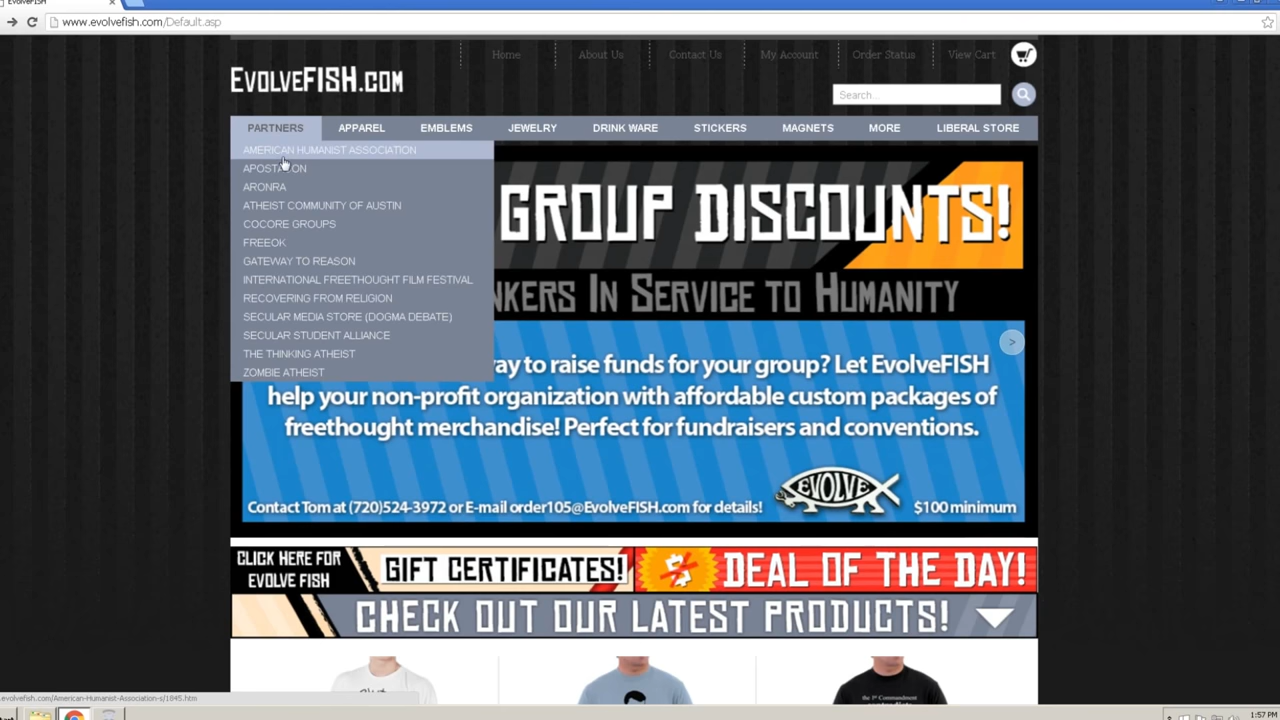 EvolveFISH
www.evolvefish.com/Default.asp
Home
About Us
Contact Us
My Account
Order Status
View Cart
EVOLVEFISH.COM
Search...
PARTNERS
APPAREL
EMBLEMS
JEWELRY
DRINK WARE
STICKERS
MAGNETS
MORE
LIBERAL STORE
AMERICAN HUMANIST ASSOCIATION
ARONRA
ATHEIST COMMUNITY OF AUSTIN
COCORE GROUPS
FREEOK
GATEWAY TO REASON
INTERNATIONAL FREETHOUGHT FILM FESTIVAL
RECOVERING FROM RELIGION
SECULAR MEDIA STORE (DOGMA DEBATE)
SECULAR STUDENT ALLIANCE
THE THINKING ATHEIST
ZOMBIE ATHEIST
GROUP DISCOUNTS!
IN SERVICE TO HUMANITY
way to raise funds for your group? Let EvolveFISH
help your non-profit organization with affordable custom packages of
freethought merchandise! Perfect for fundraisers and conventions.
EVOLVE
Contact Tom at (720)524-3972 or E-mail order105@EvolveFISH.com for details!
$100 minimum
>
CLICK HERE FOR
EVOLVE FISH
GIFT CERTIFICATES!
DEAL OF THE DAY!
CHECK OUT OUR LATEST PRODUCTS!
the 1st Commandment
evolvefish.com/American-Humanist-Association-s/1845.htm
1:57 PM